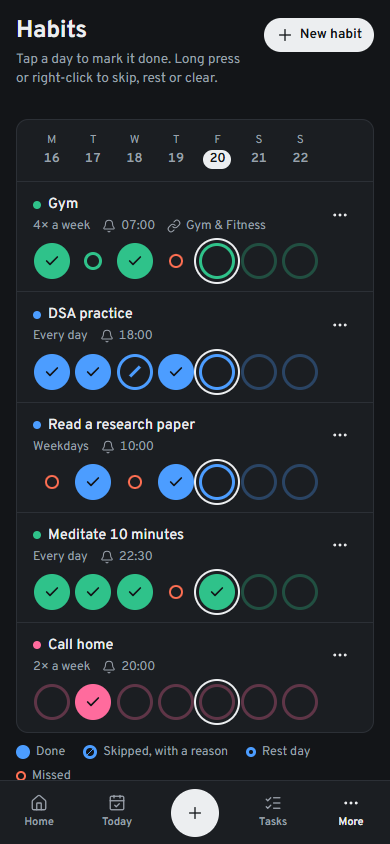 Habits
New habit
Tap a day to mark it done. Long press
or right-click to skip, rest or clear.
M T W T F S S
16 17 18 19 20 21 22
Gym
4× a week 07:00 Gym & Fitness
DSA practice
Every day 18:00
Read a research paper
Weekdays 10:00
Meditate 10 minutes
Every day 22:30
Call home
2× a week 20:00
Done Skipped, with a reason Rest day
Missed
Home Today Tasks More